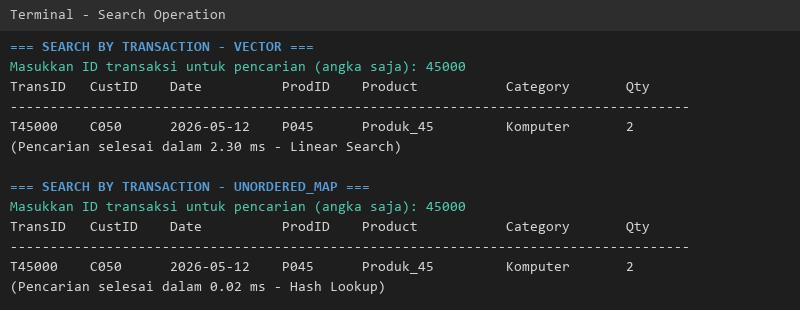 Terminal - Search Operation
=== SEARCH BY TRANSACTION - VECTOR ===
Masukkan ID transaksi untuk pencarian (angka saja): 45000
TransID   CustID    Date          ProdID    Product           Category       Qty
-------------------------------------------------------------------------------------
T45000    C050      2026-05-12    P045      Produk_45         Komputer       2
(Pencarian selesai dalam 2.30 ms - Linear Search)
=== SEARCH BY TRANSACTION - UNORDERED_MAP ===
Masukkan ID transaksi untuk pencarian (angka saja): 45000
TransID   CustID    Date          ProdID    Product           Category       Qty
-------------------------------------------------------------------------------------
T45000    C050      2026-05-12    P045      Produk_45         Komputer       2
(Pencarian selesai dalam 0.02 ms - Hash Lookup)